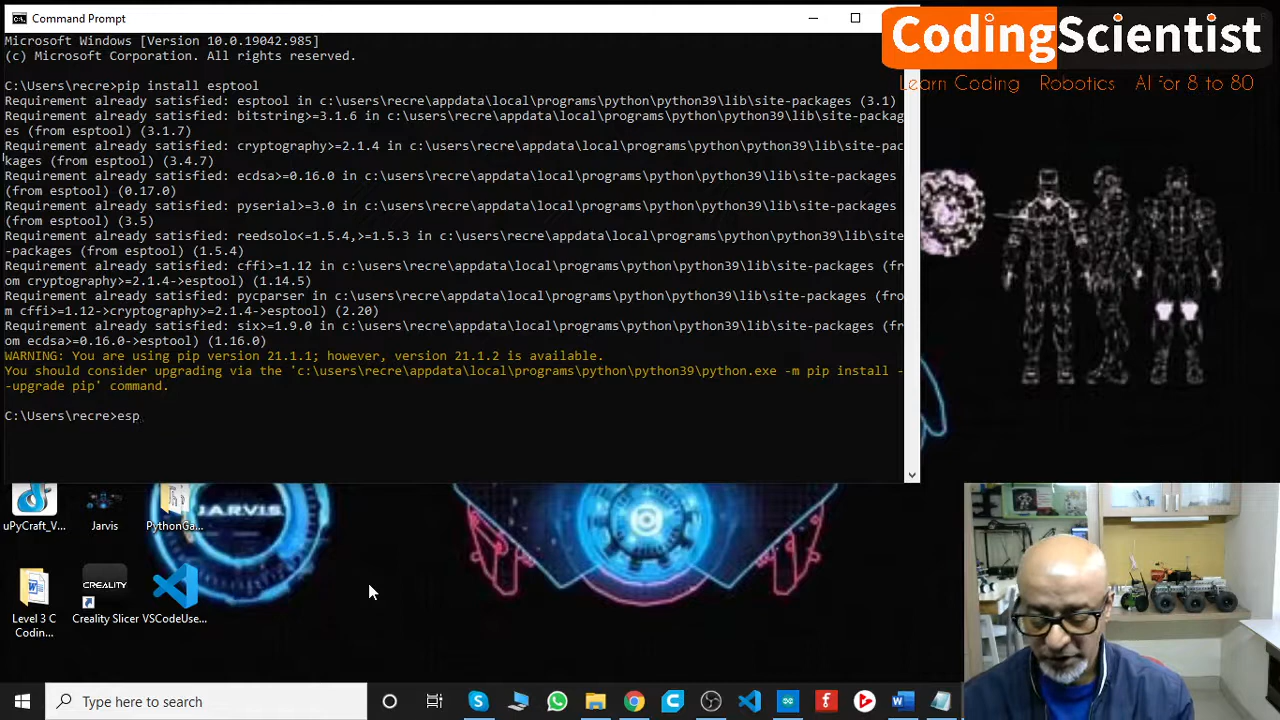 Command Prompt
CodingScientist
Learn Coding Robotics AI for 8 to 80
Microsoft Windows [Version 10.0.19042.985]
(c) Microsoft Corporation. All rights reserved.
C:\Users\recre>pip install esptool
Requirement already satisfied: esptool in c:\users\recre\appdata\local\programs\python\python39\lib\site-packages (3.1)
Requirement already satisfied: bitstring>=3.1.6 in c:\users\recre\appdata\local\programs\python\python39\lib\site-packag
es (from esptool) (3.1.7)
Requirement already satisfied: cryptography>=2.1.4 in c:\users\recre\appdata\local\programs\python\python39\lib\site-pac
kages (from esptool) (3.4.7)
Requirement already satisfied: ecdsa>=0.16.0 in c:\users\recre\appdata\local\programs\python\python39\lib\site-packages
(from esptool) (0.17.0)
Requirement already satisfied: pyserial>=3.0 in c:\users\recre\appdata\local\programs\python\python39\lib\site-packages
(from esptool) (3.5)
Requirement already satisfied: reedsolo<=1.5.4,>=1.5.3 in c:\users\recre\appdata\local\programs\python\python39\lib\site
-packages (from esptool) (1.5.4)
Requirement already satisfied: cffi>=1.12 in c:\users\recre\appdata\local\programs\python\python39\lib\site-packages (fr
om cryptography>=2.1.4->esptool) (1.14.5)
Requirement already satisfied: pycparser in c:\users\recre\appdata\local\programs\python\python39\lib\site-packages (fro
m cffi>=1.12->cryptography>=2.1.4->esptool) (2.20)
Requirement already satisfied: six>=1.9.0 in c:\users\recre\appdata\local\programs\python\python39\lib\site-packages (fr
om ecdsa>=0.16.0->esptool) (1.16.0)
WARNING: You are using pip version 21.1.1; however, version 21.1.2 is available.
You should consider upgrading via the 'c:\users\recre\appdata\local\programs\python\python39\python.exe -m pip install -
-upgrade pip' command.
C:\Users\recre>esp
JARVIS
uPyCraft_V... Jarvis PythonGa...
CREALITY
Level 3 C Creality Slicer VSCodeUse...
Codin...
Type here to search